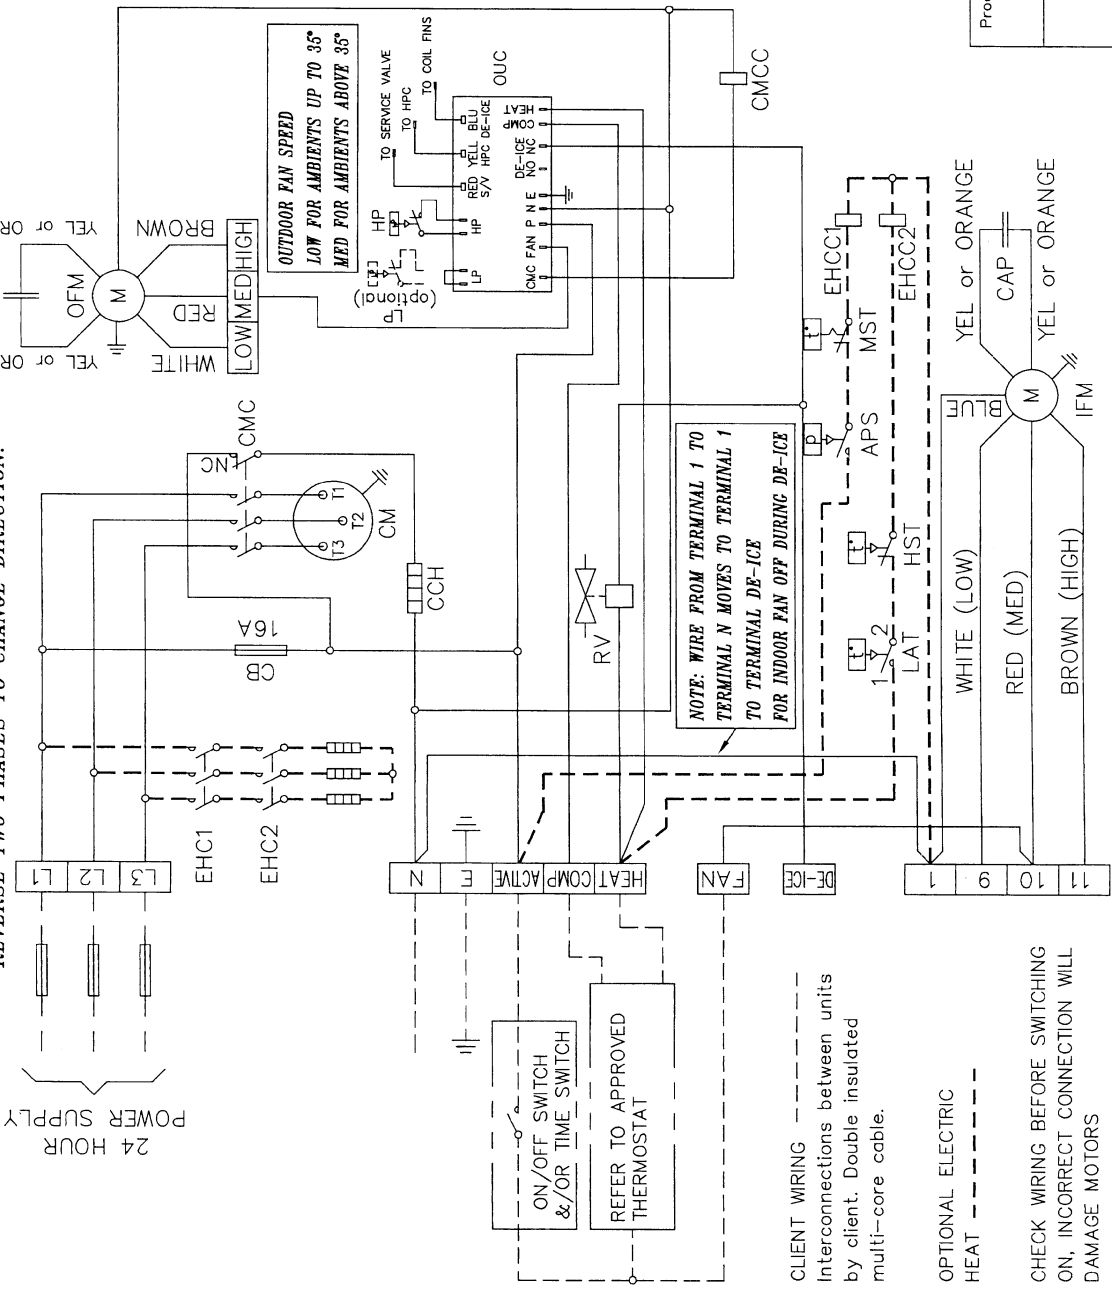 REVERSE TWO PHASES TO CHANGE DIRECTION.
YEL or OR
YEL or OR
OFM
M
BROWN
RED
WHITE
LOW
MED
HIGH
OUTDOOR FAN SPEED
LOW FOR AMBIENTS UP TO 35°
MED FOR AMBIENTS ABOVE 35°
TO SERVICE VALVE
TO HPC
TO COIL FINS
OUC
RED
YELL
BLU
S/V
HPC
DE-ICE
HP
HP
LP
LP
(optional)
CMC
FAN
P
N
E
DE-ICE
NO
NC
COMP
HEAT
CMCC
NC
CMC
T1
T2
T3
CM
CCH
16A
CB
RV
EHC1
EHC2
L1
L2
L3
24 HOUR
POWER SUPPLY
N
E
ACTIVE
COMP
HEAT
FAN
DE-ICE
1
9
10
11
NOTE: WIRE FROM TERMINAL 1 TO
TERMINAL N MOVES TO TERMINAL 1
TO TERMINAL DE-ICE
FOR INDOOR FAN OFF DURING DE-ICE
EHCC1
EHCC2
t°
MST
p
APS
t°
HST
t°
1
2
LAT
YEL or ORANGE
CAP
YEL or ORANGE
BLUE
M
IFM
WHITE (LOW)
RED (MED)
BROWN (HIGH)
ON/OFF SWITCH
&/OR TIME SWITCH
REFER TO APPROVED
THERMOSTAT
CLIENT WIRING
Interconnections between units
by client. Double insulated
multi-core cable.
OPTIONAL ELECTRIC
HEAT
CHECK WIRING BEFORE SWITCHING
ON, INCORRECT CONNECTION WILL
DAMAGE MOTORS